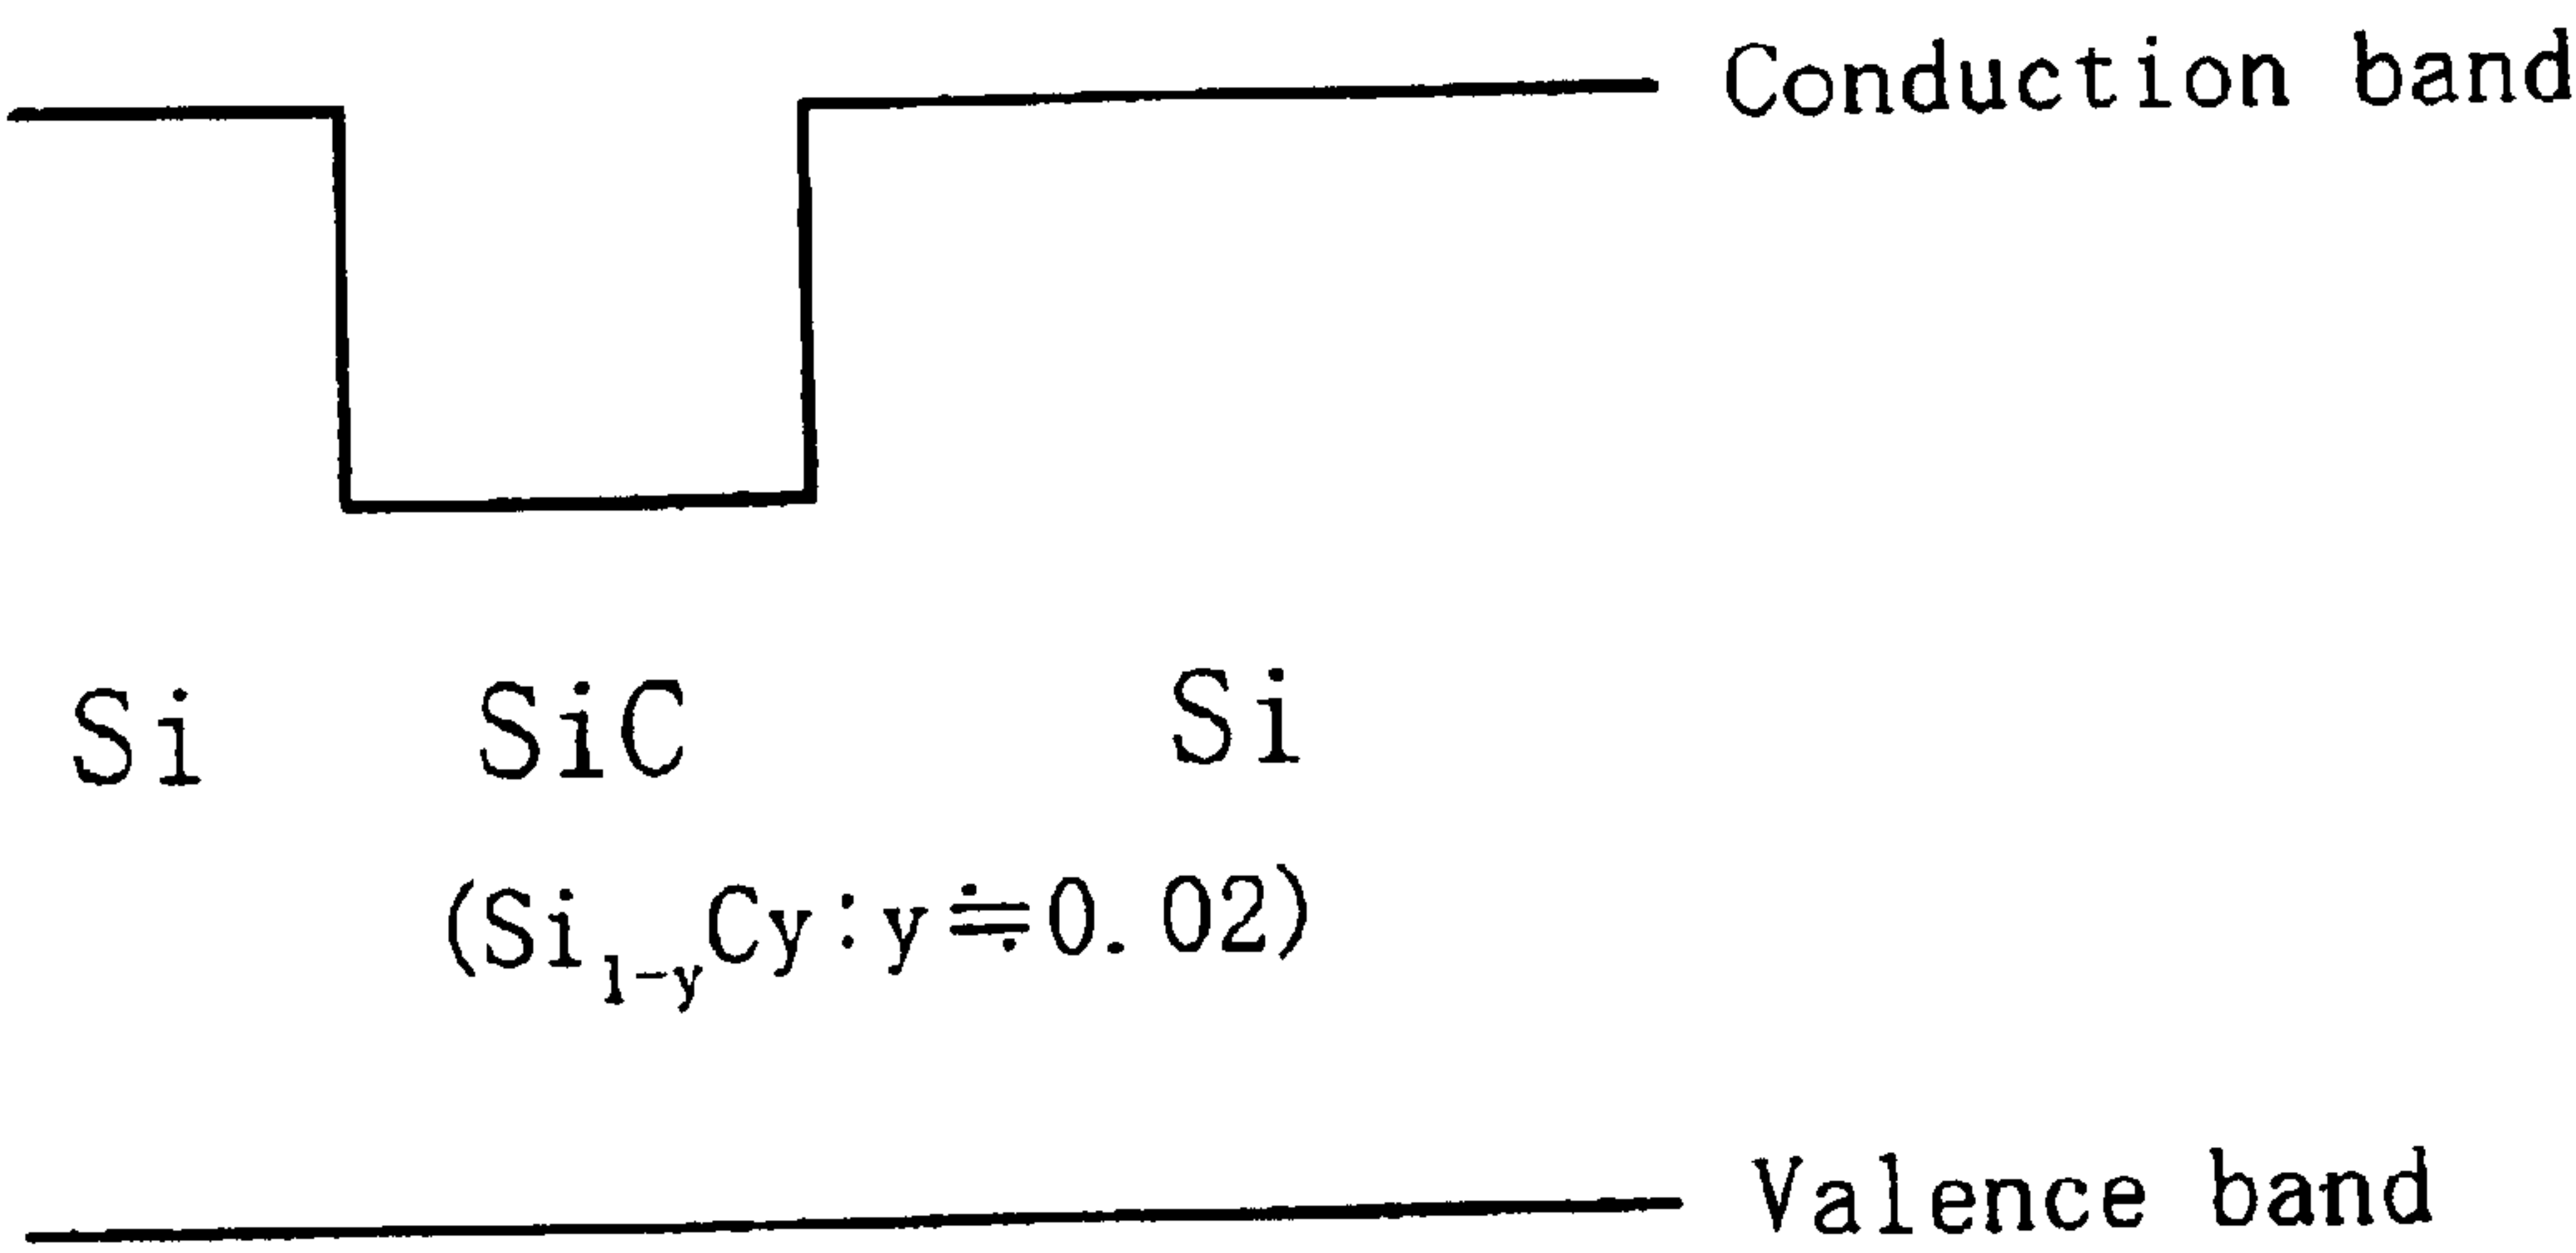 Conduction band
Si SiC Si
(Si₁₋yCy:y≒0.02)
Valence band